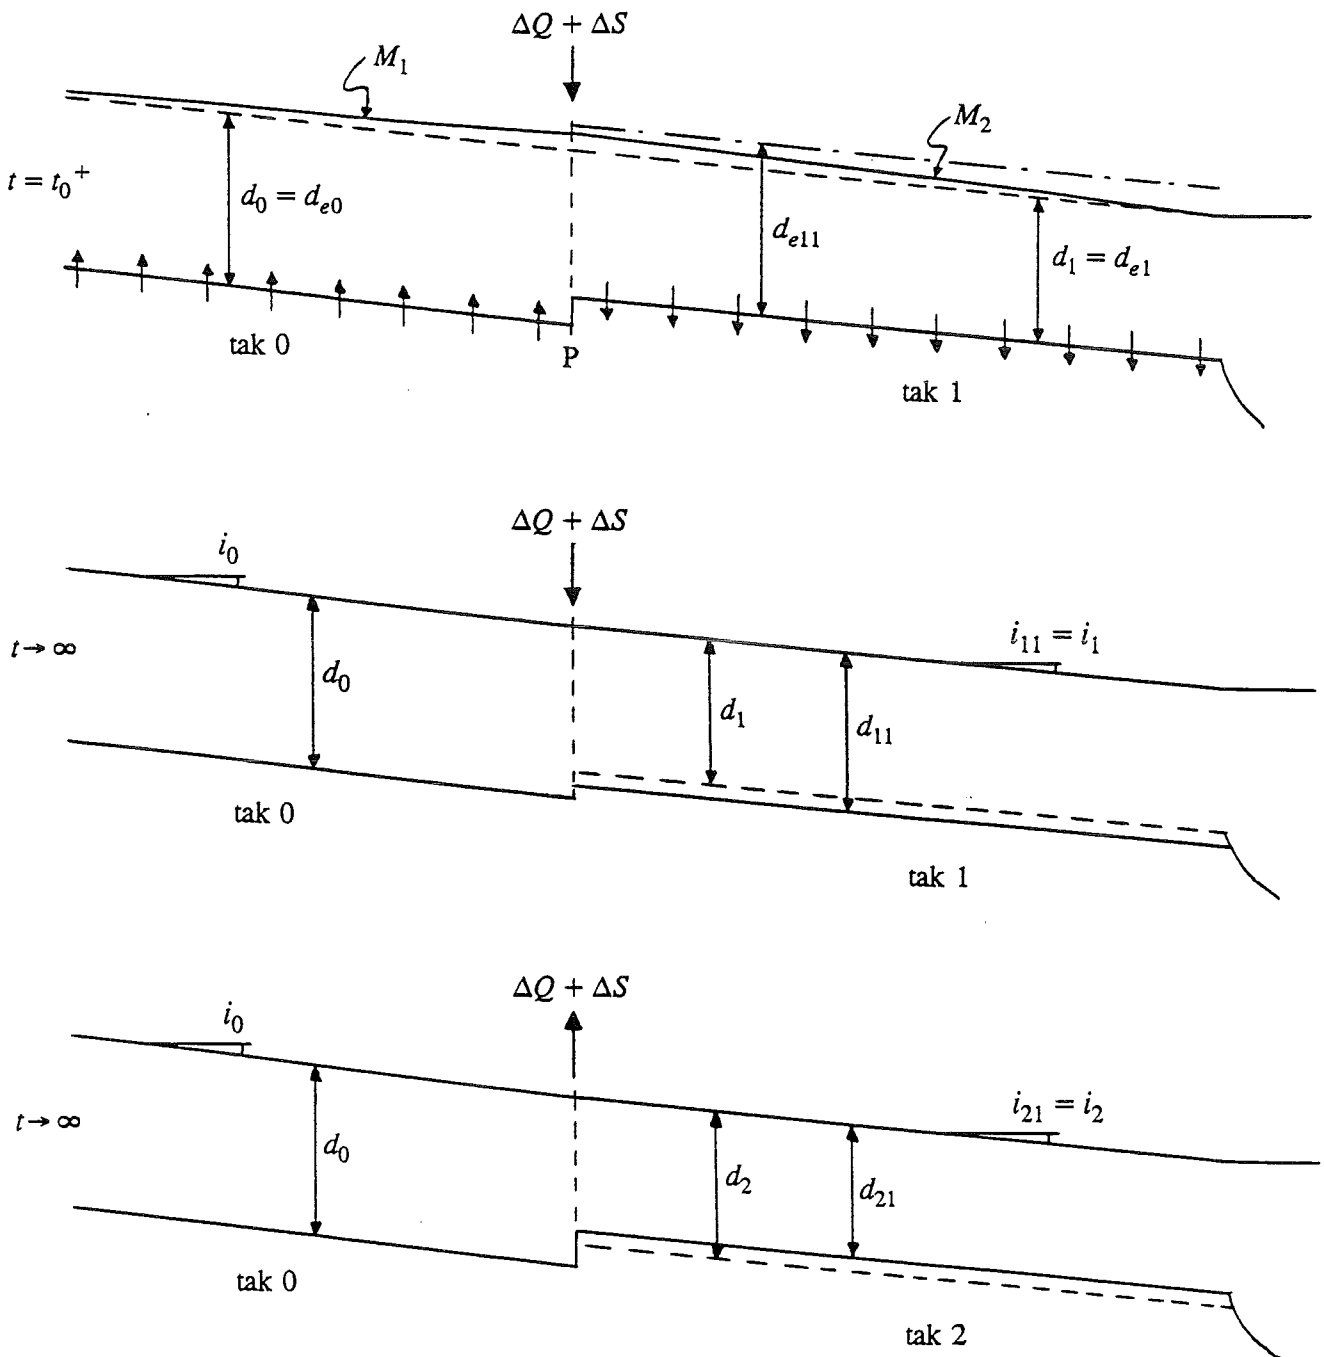 ΔQ + ΔS
M₁
M₂
t = t₀⁺
d₀ = dₑ₀
dₑ₁₁
d₁ = dₑ₁
tak 0
P
tak 1
ΔQ + ΔS
i₀
i₁₁ = i₁
t → ∞
d₀
d₁
d₁₁
tak 0
tak 1
ΔQ + ΔS
i₀
i₂₁ = i₂
t → ∞
d₀
d₂
d₂₁
tak 0
tak 2